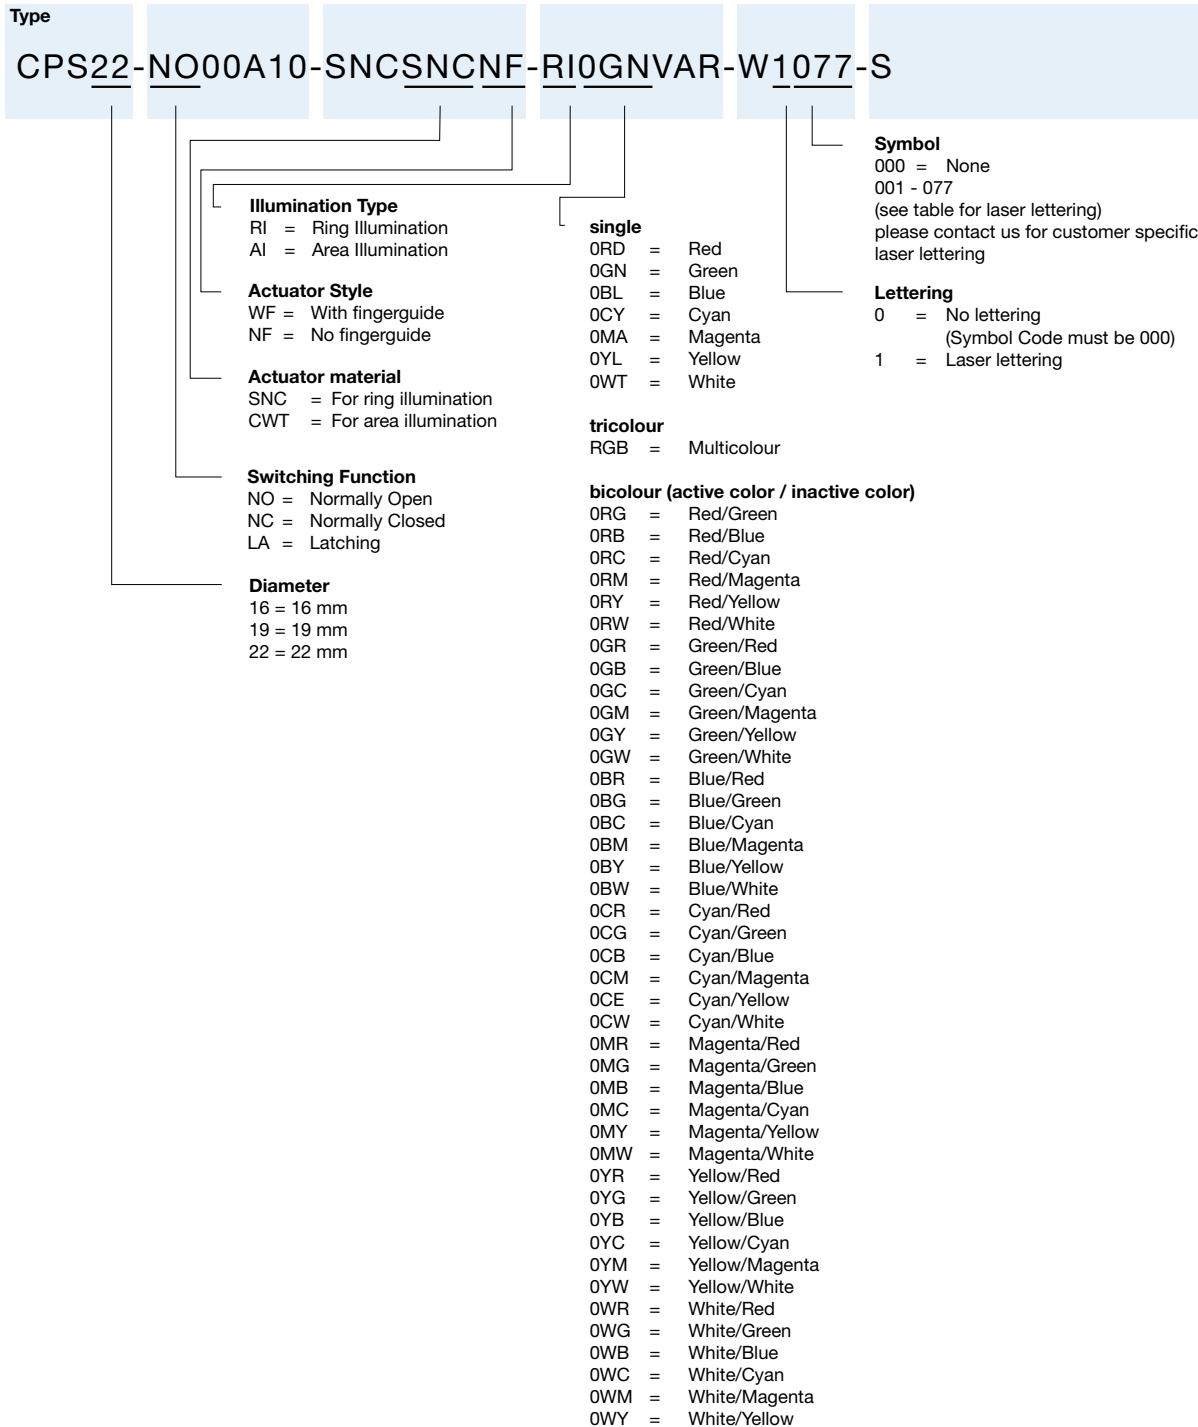 Type
CPS22-NO00A10-SNCSNCNF-RI0GNVAR-W1077-S
Symbol
000 = None
001 - 077
(see table for laser lettering)
please contact us for customer specific
laser lettering
Lettering
0 = No lettering
(Symbol Code must be 000)
1 = Laser lettering
Illumination Type
RI = Ring Illumination
AI = Area Illumination
Actuator Style
WF = With fingerguide
NF = No fingerguide
Actuator material
SNC = For ring illumination
CWT = For area illumination
Switching Function
NO = Normally Open
NC = Normally Closed
LA = Latching
Diameter
16 = 16 mm
19 = 19 mm
22 = 22 mm
single
0RD = Red
0GN = Green
0BL = Blue
0CY = Cyan
0MA = Magenta
0YL = Yellow
0WT = White
tricolour
RGB = Multicolour
bicolour (active color / inactive color)
0RG = Red/Green
0RB = Red/Blue
0RC = Red/Cyan
0RM = Red/Magenta
0RY = Red/Yellow
0RW = Red/White
0GR = Green/Red
0GB = Green/Blue
0GC = Green/Cyan
0GM = Green/Magenta
0GY = Green/Yellow
0GW = Green/White
0BR = Blue/Red
0BG = Blue/Green
0BC = Blue/Cyan
0BM = Blue/Magenta
0BY = Blue/Yellow
0BW = Blue/White
0CR = Cyan/Red
0CG = Cyan/Green
0CB = Cyan/Blue
0CM = Cyan/Magenta
0CE = Cyan/Yellow
0CW = Cyan/White
0MR = Magenta/Red
0MG = Magenta/Green
0MB = Magenta/Blue
0MC = Magenta/Cyan
0MY = Magenta/Yellow
0MW = Magenta/White
0YR = Yellow/Red
0YG = Yellow/Green
0YB = Yellow/Blue
0YC = Yellow/Cyan
0YM = Yellow/Magenta
0YW = Yellow/White
0WR = White/Red
0WG = White/Green
0WB = White/Blue
0WC = White/Cyan
0WM = White/Magenta
0WY = White/Yellow